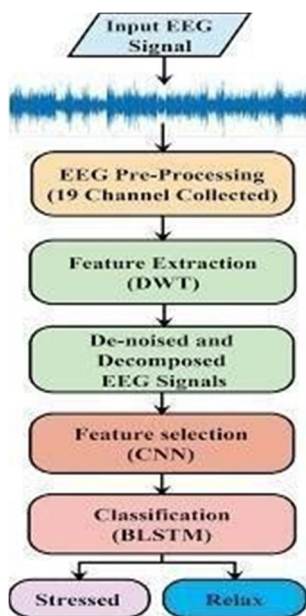 Input EEG
Signal
EEG Pre-Processing
(19 Channel Collected)
Feature Extraction
(DWT)
De-noised and
Decomposed
EEG Signals
Feature selection
(CNN)
Classification
(BLSTM)
Stressed
Relax